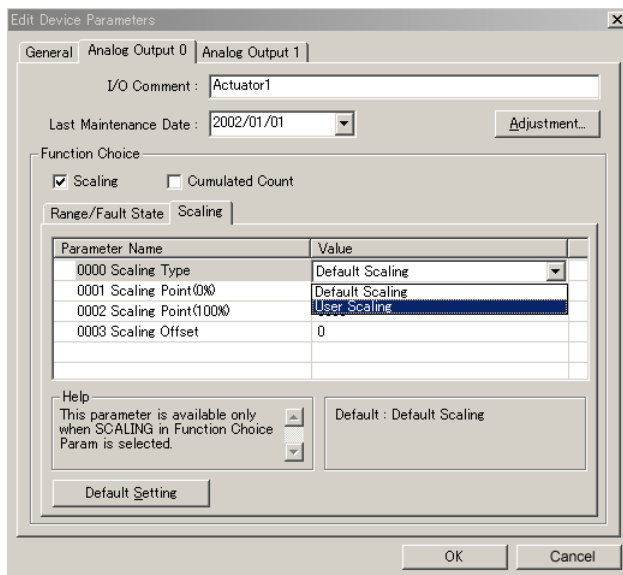 Edit Device Parameters
General Analog Output 0 Analog Output 1
I/O Comment : Actuator1
Last Maintenance Date : 2002/01/01 Adjustment...
Function Choice
Scaling Cumulated Count
Range/Fault State Scaling
Parameter Name Value
0000 Scaling Type Default Scaling
0001 Scaling Point(0%) Default Scaling
User Scaling
0002 Scaling Point(100%)
0003 Scaling Offset 0
Help
This parameter is available only
when SCALING in Function Choice
Param is selected.
Default : Default Scaling
Default Setting
OK Cancel